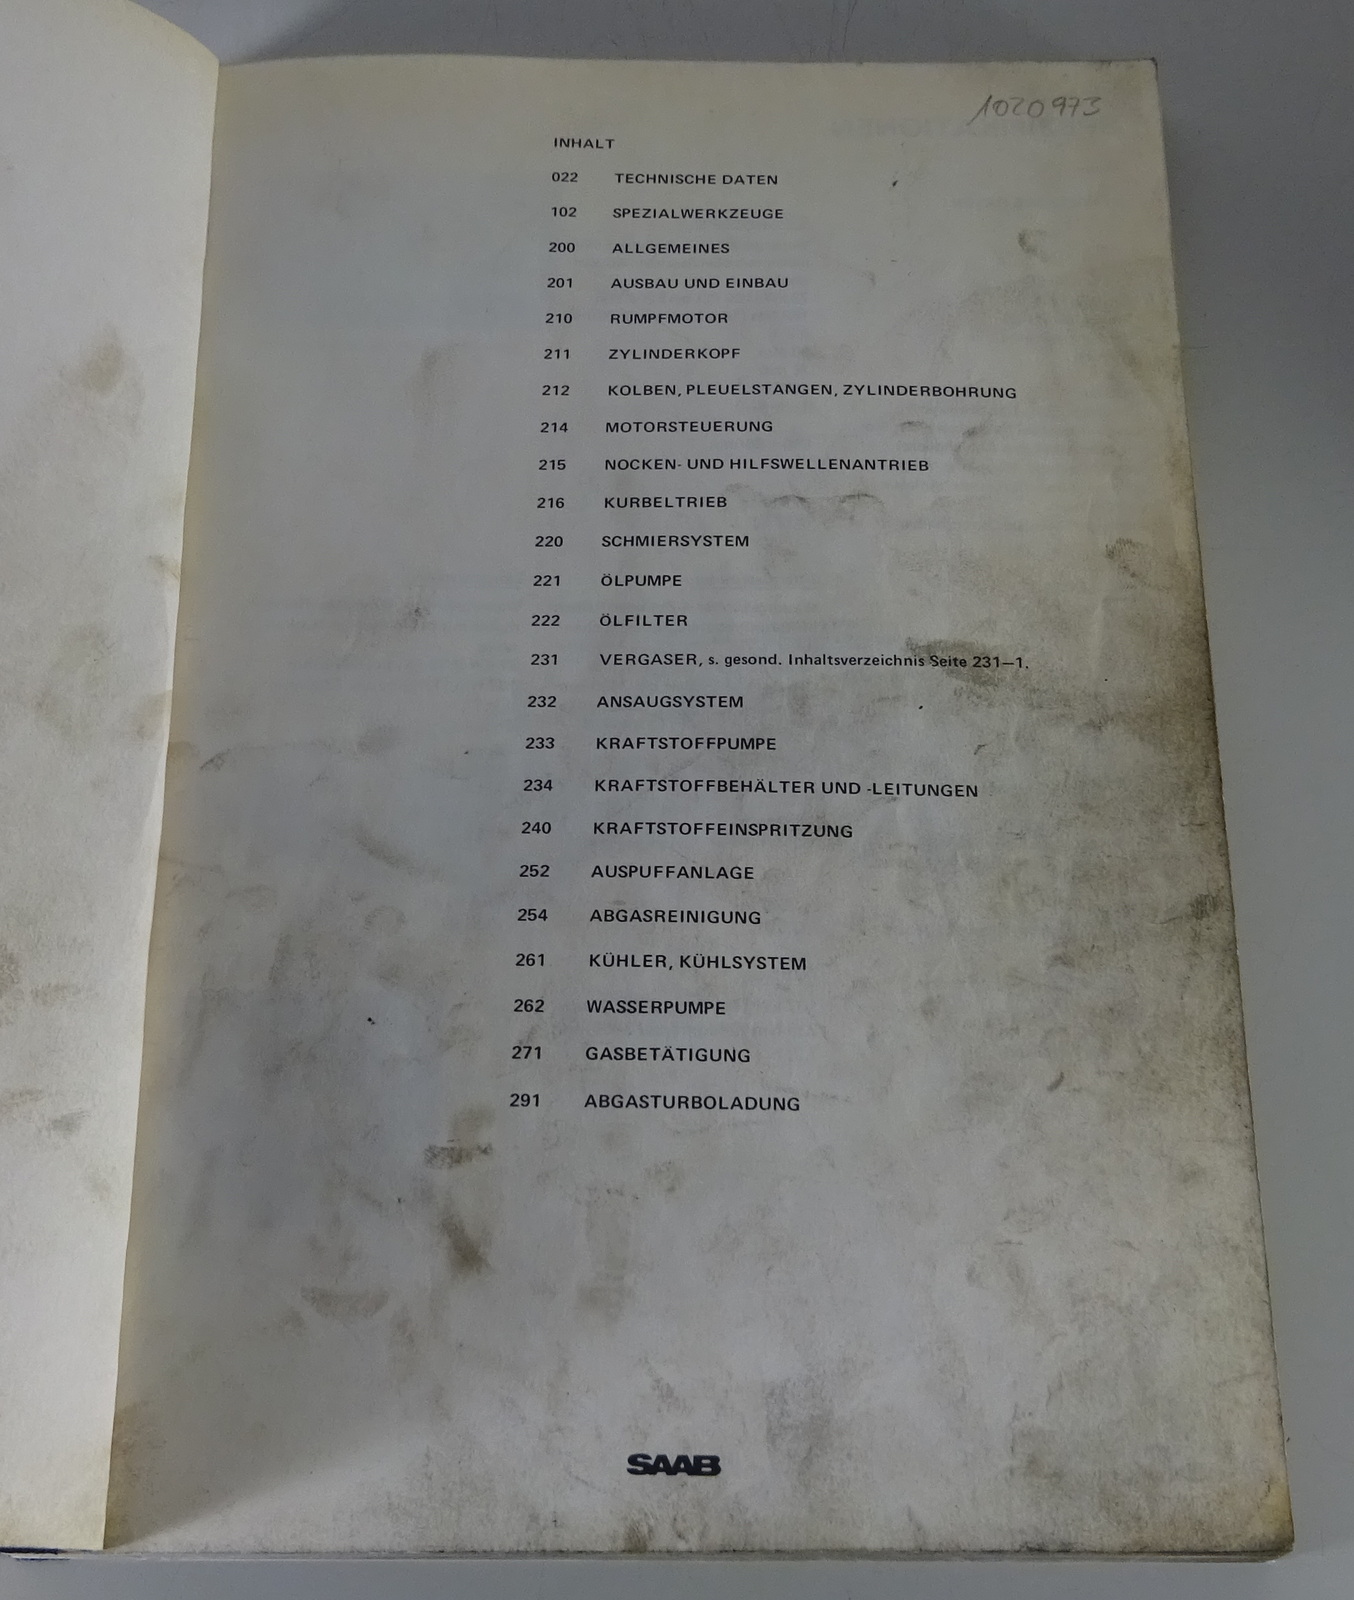 1020973
INHALT
022 TECHNISCHE DATEN
102 SPEZIALWERKZEUGE
200 ALLGEMEINES
201 AUSBAU UND EINBAU
210 RUMPFMOTOR
211 ZYLINDERKOPF
212 KOLBEN, PLEUELSTANGEN, ZYLINDERBOHRUNG
214 MOTORSTEUERUNG
215 NOCKEN- UND HILFSWELLENANTRIEB
216 KURBELTRIEB
220 SCHMIERSYSTEM
221 ÖLPUMPE
222 ÖLFILTER
231 VERGASER, s. gesond. Inhaltsverzeichnis Seite 231–1.
232 ANSAUGSYSTEM
233 KRAFTSTOFFPUMPE
234 KRAFTSTOFFBEHÄLTER UND -LEITUNGEN
240 KRAFTSTOFFEINSPRITZUNG
252 AUSPUFFANLAGE
254 ABGASREINIGUNG
261 KÜHLER, KÜHLSYSTEM
262 WASSERPUMPE
271 GASBETÄTIGUNG
291 ABGASTURBOLADUNG
SAAB